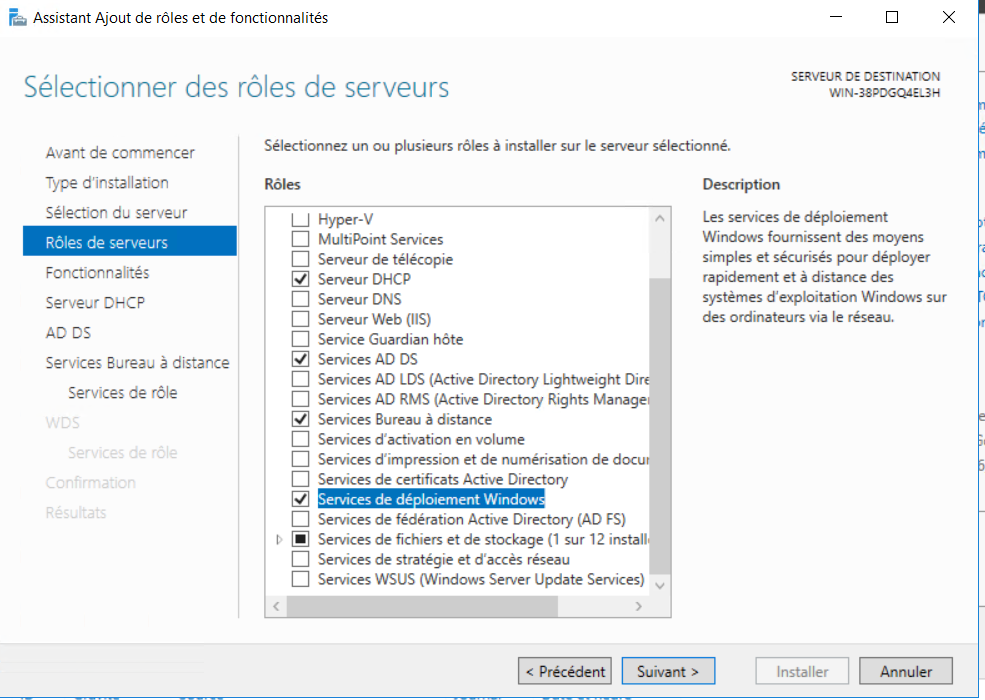 Assistant Ajout de rôles et de fonctionnalités
Sélectionner des rôles de serveurs
SERVEUR DE DESTINATION
WIN-38PDGQ4EL3H
Avant de commencer
Type d'installation
Sélection du serveur
Rôles de serveurs
Fonctionnalités
Serveur DHCP
AD DS
Services Bureau à distance
Services de rôle
WDS
Services de rôle
Confirmation
Résultats
Sélectionnez un ou plusieurs rôles à installer sur le serveur sélectionné.
Rôles
Hyper-V
MultiPoint Services
Serveur de télécopie
Serveur DHCP
Serveur DNS
Serveur Web (IIS)
Service Guardian hôte
Services AD DS
Services AD LDS (Active Directory Lightweight Dire
Services AD RMS (Active Directory Rights Manager
Services Bureau à distance
Services d'activation en volume
Services d'impression et de numérisation de docur
Services de certificats Active Directory
Services de déploiement Windows
Services de fédération Active Directory (AD FS)
Services de fichiers et de stockage (1 sur 12 install
Services de stratégie et d'accès réseau
Services WSUS (Windows Server Update Services)
Description
Les services de déploiement
Windows fournissent des moyens
simples et sécurisés pour déployer
rapidement et à distance des
systèmes d'exploitation Windows sur
des ordinateurs via le réseau.
< Précédent
Suivant >
Installer
Annuler